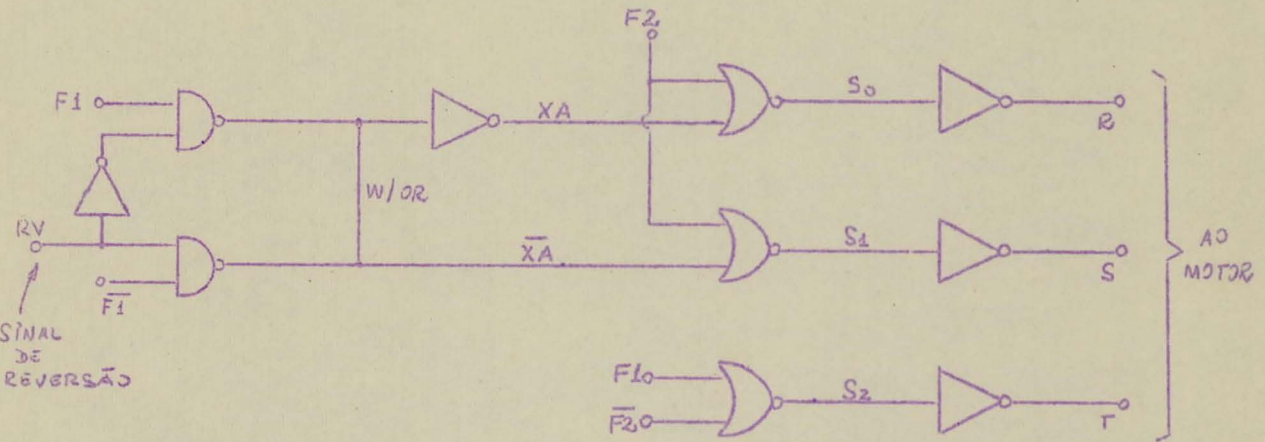 F2
F1
XA
S0
R
W/OR
RV
XA
S1
S
AO
MOTOR
F1
SINAL
DE
REVERSÃO
F1
F2
S2
T